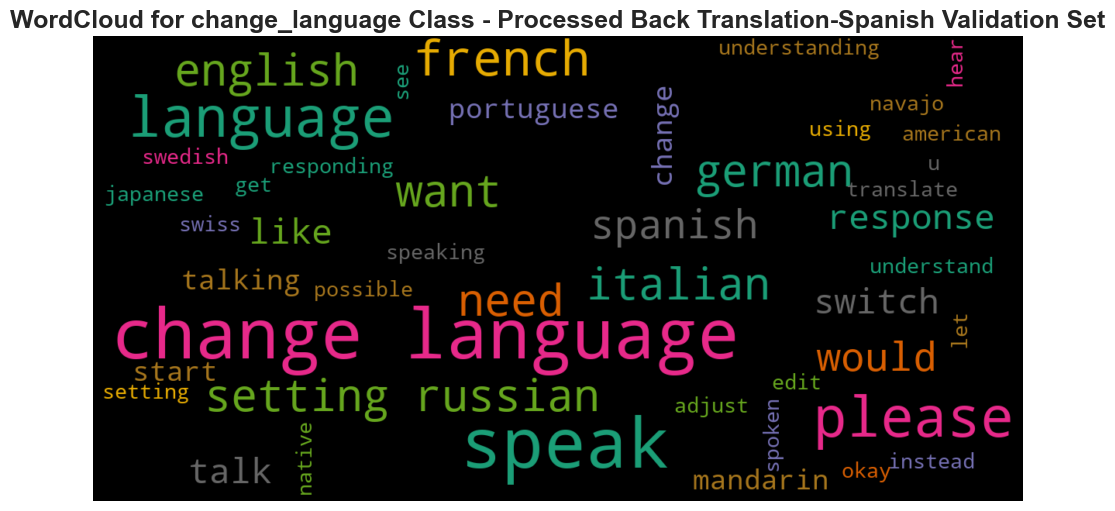 WordCloud for change_language Class - Processed Back Translation-Spanish Validation Set
english
see
french
understanding
hear
language
portuguese
change
navajo
using
american
swedish
responding
german
u
japanese
get
want
translate
swiss
like
spanish
response
speaking
understand
talking
possible
need
italian
switch
let
change language
would
start
setting
setting russian
edit
adjust
please
speak
spoken
native
talk
mandarin
okay
instead